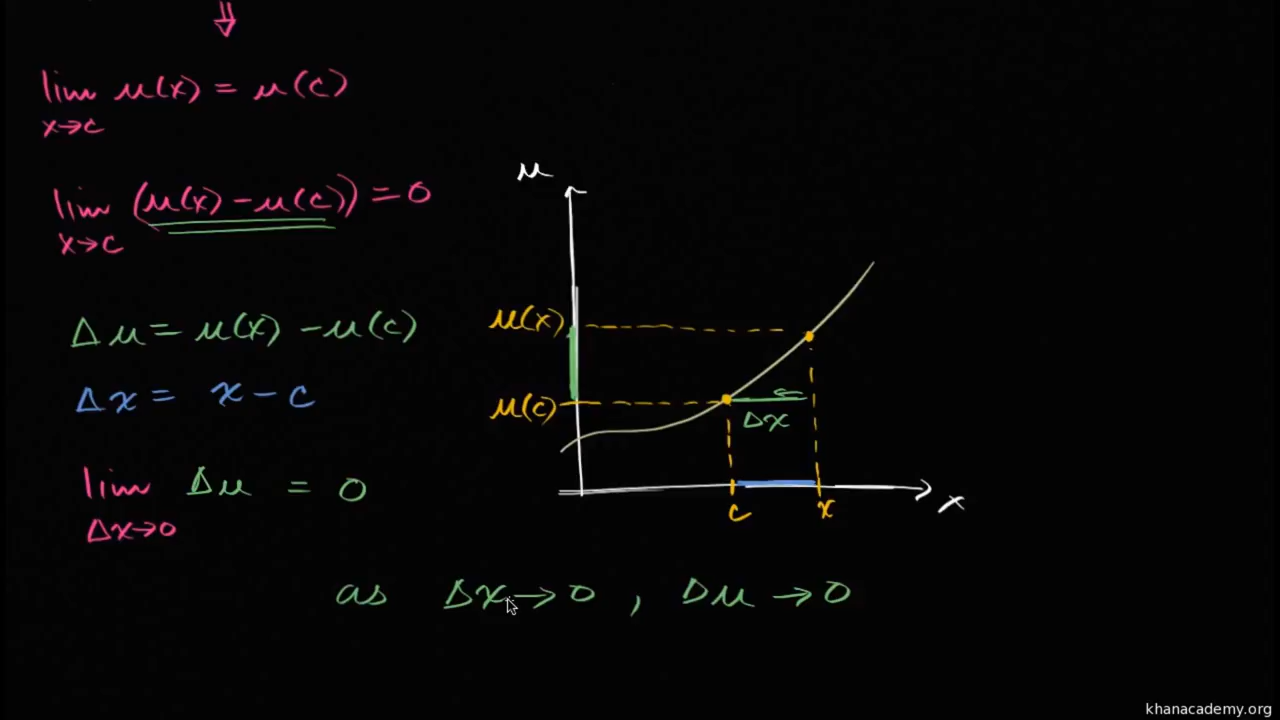 ⇓
lim u(x) = u(c)
x→c
lim (u(x) - u(c)) = 0
x→c
Δu = u(x) - u(c)
Δx = x - c
lim Δu = 0
Δx→0
u
u(x)
u(c)
Δx
c
x
x
as Δx→0, Δu→0
khanacademy.org